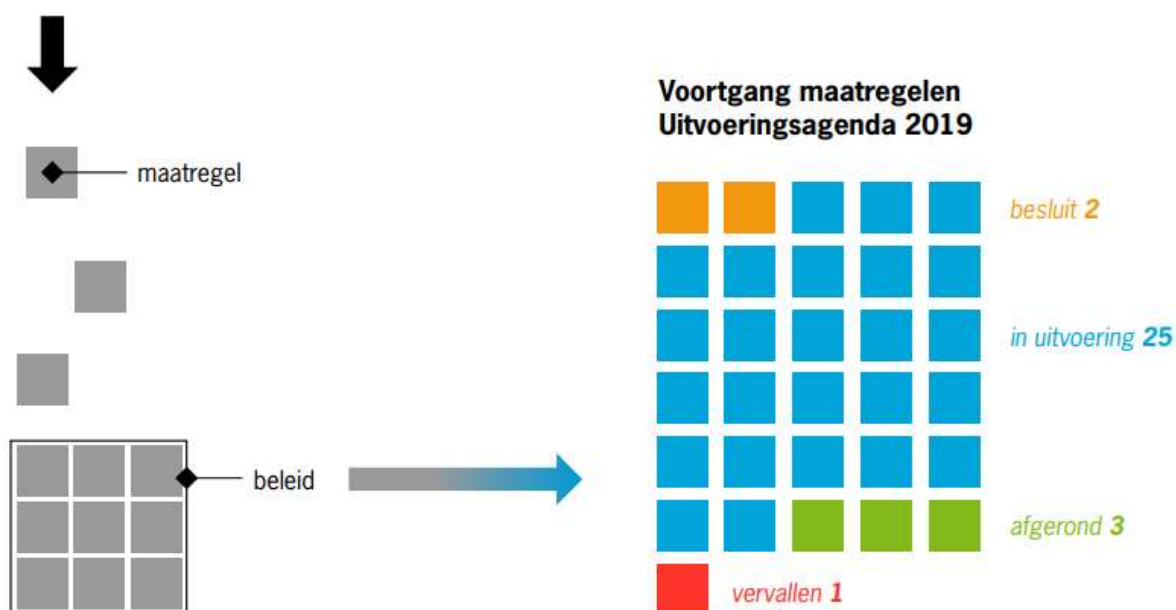 maatregel
beleid
Voortgang maatregelen
Uitvoeringsagenda 2019
besluit 2
in uitvoering 25
afgerond 3
vervallen 1